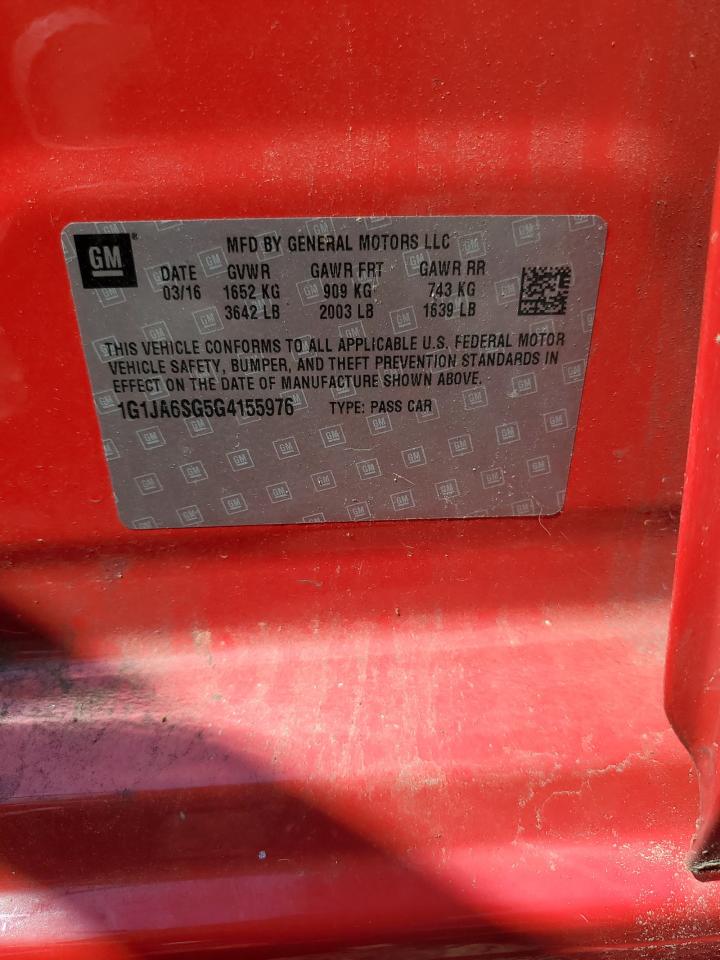 GM
MFD BY GENERAL MOTORS LLC
DATE GVWR GAWR FRT GAWR RR
03/16 1652 KG 909 KG 743 KG
3642 LB 2003 LB 1639 LB
THIS VEHICLE CONFORMS TO ALL APPLICABLE U.S. FEDERAL MOTOR
VEHICLE SAFETY, BUMPER, AND THEFT PREVENTION STANDARDS IN
EFFECT ON THE DATE OF MANUFACTURE SHOWN ABOVE.
1G1JA6SG5G4155976 TYPE: PASS CAR